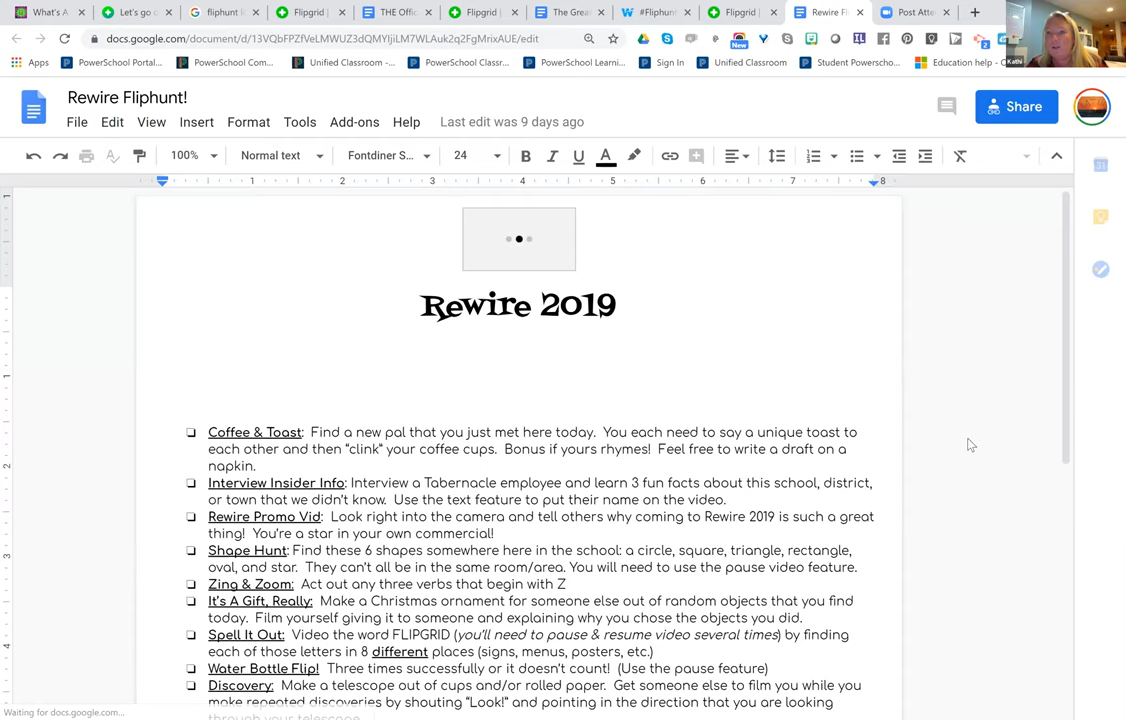 What's A
Let's go
fliphunt li
Flipgrid
THE Offic
Flipgrid
The Grea
#Fliphunt
Flipgrid
Rewire Fl
Post Atte
docs.google.com/document/d/13VQbFPZfVeLMWUZ3dQMYIjiLM7WLAuk2q2FgMrixAUE/edit
New
2
Apps
PowerSchool Portal...
PowerSchool Com...
Unified Classroom -...
PowerSchool Classr...
PowerSchool Learni...
Sign In
Unified Classroom
Student Powerscho...
Education help - O
Kathi
Rewire Fliphunt!
File Edit View Insert Format Tools Add-ons Help Last edit was 9 days ago
Share
100% Normal text Fontdiner S... 24 B I U A
1 2 3 4 5 6 7 8
31
Rewire 2019
Coffee & Toast: Find a new pal that you just met here today. You each need to say a unique toast to
each other and then “clink” your coffee cups. Bonus if yours rhymes! Feel free to write a draft on a
napkin.
Interview Insider Info: Interview a Tabernacle employee and learn 3 fun facts about this school, district,
or town that we didn’t know. Use the text feature to put their name on the video.
Rewire Promo Vid: Look right into the camera and tell others why coming to Rewire 2019 is such a great
thing! You’re a star in your own commercial!
Shape Hunt: Find these 6 shapes somewhere here in the school: a circle, square, triangle, rectangle,
oval, and star. They can’t all be in the same room/area. You will need to use the pause video feature.
Zing & Zoom: Act out any three verbs that begin with Z
It’s A Gift, Really: Make a Christmas ornament for someone else out of random objects that you find
today. Film yourself giving it to someone and explaining why you chose the objects you did.
Spell It Out: Video the word FLIPGRID (you’ll need to pause & resume video several times) by finding
each of those letters in 8 different places (signs, menus, posters, etc.)
Water Bottle Flip! Three times successfully or it doesn’t count! (Use the pause feature)
Discovery: Make a telescope out of cups and/or rolled paper. Get someone else to film you while you
make repeated discoveries by shouting “Look!” and pointing in the direction that you are looking
through your telescope.
Waiting for docs.google.com...